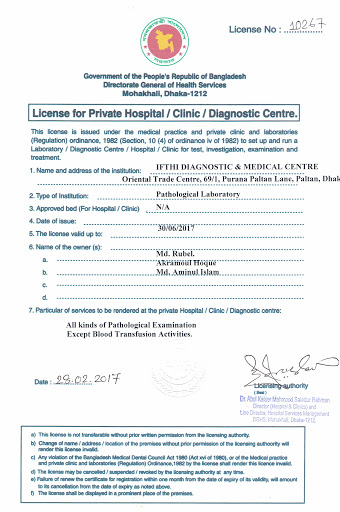 License No : 10267
Government of the People's Republic of Bangladesh
Directorate General of Health Services
Mohakhali, Dhaka-1212
License for Private Hospital / Clinic / Diagnostic Centre.
This license is issued under the medical practice and private clinic and laboratories
(Regulation) ordinance, 1982 (Section, 10 (4) of ordinance iv of 1982) to set up and run a
Laboratory / Diagnostic Centre / Hospital / Clinic for test, investigation, examination and
treatment.
1. Name and address of the institution: IFTHI DIAGNOSTIC & MEDICAL CENTRE
Oriental Trade Centre, 69/1, Purana Paltan Lane, Paltan, Dhak
2. Type of Institution: Pathological Laboratory
3. Approved bed (For Hospital / Clinic) N/A
4. Date of issue:
30/06/2017
5. The license valid up to:
6. Name of the owner (s): Md. Rubel.
a. Akramoul Hoque
b. Md. Aminul Islam
c.
d.
7. Particular of services to be rendered at the private Hospital / Clinic / Diagnostic centre:
All kinds of Pathological Examination
Except Blood Transfusion Activities.
Date : 28.02.2017
Licensing authority
(Seal)
Director (Hospital & Clinics) and
Line Director, Hospital Services Management
DGHS, Mohakhali, Dhaka-1212.
a) This license is not transferable without prior written permission from the licensing authority.
b) Change of name / address / location of the premises without prior permission of the licensing authority will
render this license invalid.
c) Any violation of the Bangladesh Medical Dental Council Act 1980 (Act xvi of 1980), or of the Medical practice
and private clinic and laboratories (Regulation) Ordinance,1982 by the license shall render this license invalid.
d) The license may be cancelled / suspended / revoked by the licensing authority at any time.
e) Failure of renew the certificate for registration within one month from the date of expiry of its validity, will amount
to its cancellation from the date of expiry as noted above.
f) The license shall be displayed in a prominent place of the premises.